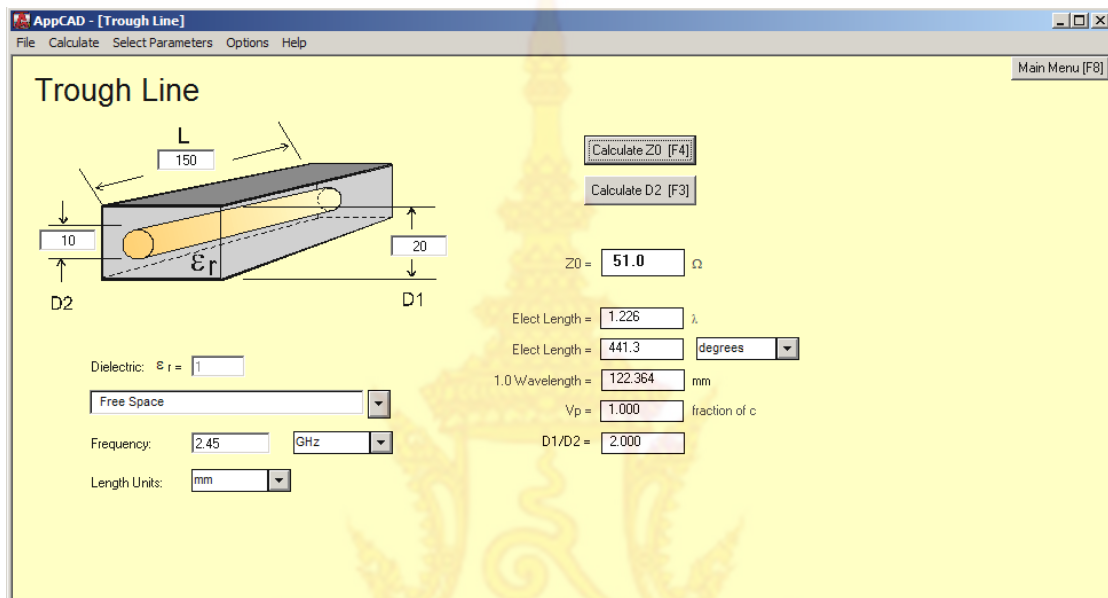 AppCAD - [Trough Line]
File Calculate Select Parameters Options Help
Main Menu [F8]
Trough Line
L
150
Calculate Z0 [F4]
Calculate D2 [F3]
10
20
εr
D2
D1
Z0 = 51.0 Ω
Elect Length = 1.226 λ
Elect Length = 441.3 degrees
1.0 Wavelength = 122.364 mm
Vp = 1.000 fraction of c
D1/D2 = 2.000
Dielectric: ε r = 1
Free Space
Frequency: 2.45 GHz
Length Units: mm